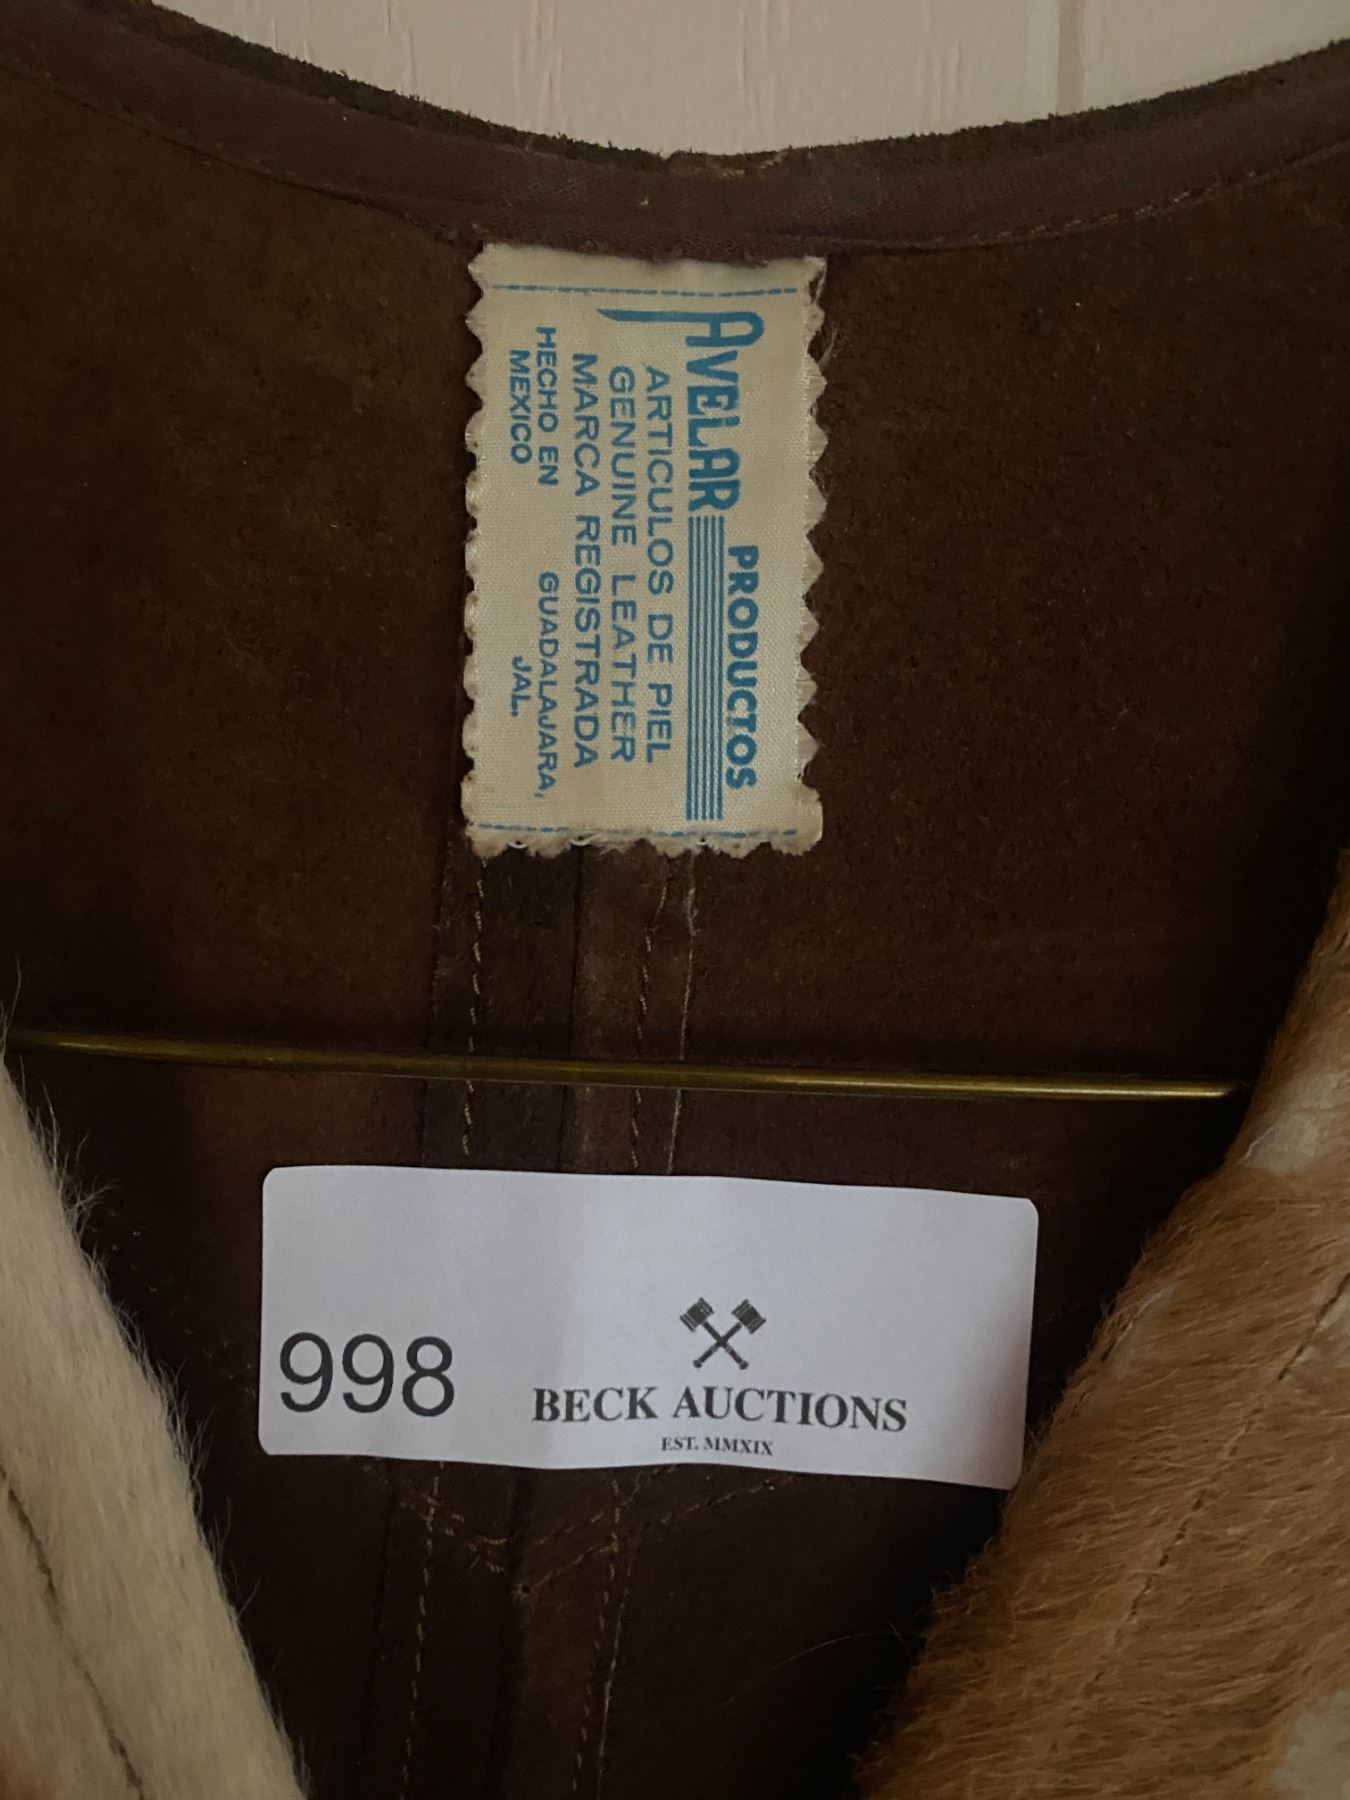 AVELAR
PRODUCTOS
ARTICULOS DE PIEL
GENUINE LEATHER
MARCA REGISTRADA
HECHO EN
MEXICO
GUADALAJARA,
JAL.
998
BECK AUCTIONS
EST. MMXIX